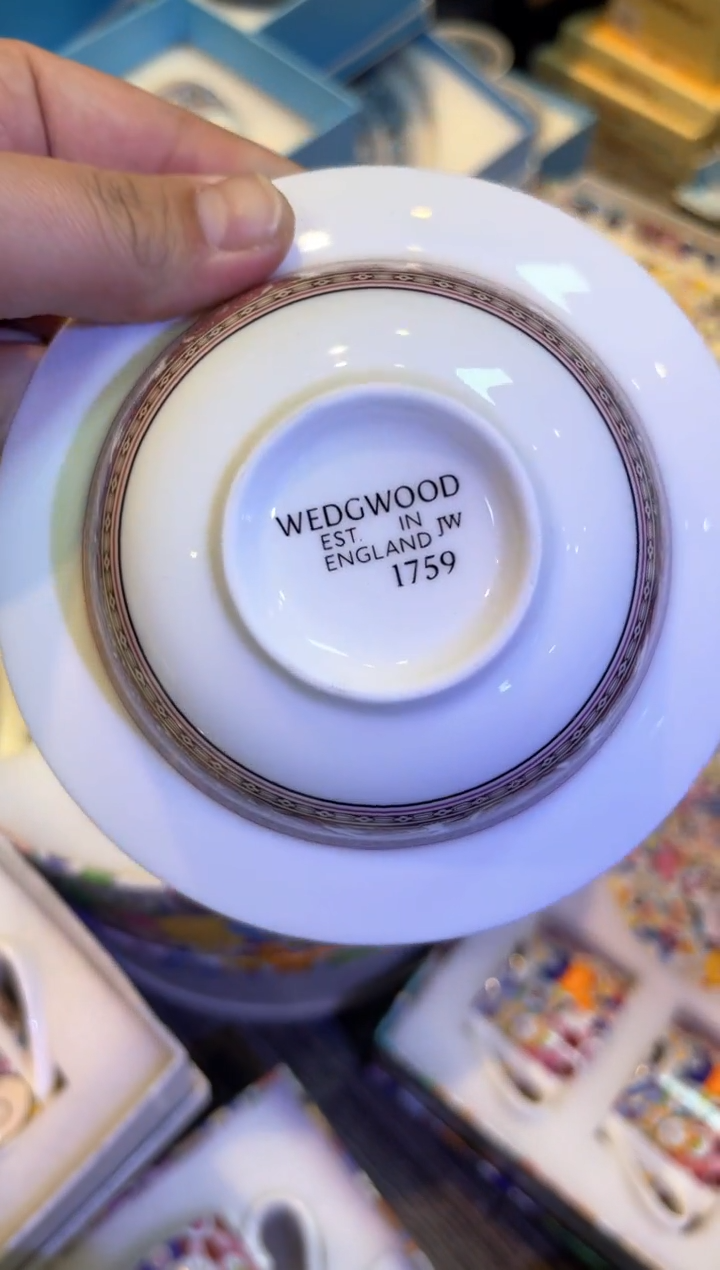 WEDGWOOD
EST. IN
ENGLAND JW
1759